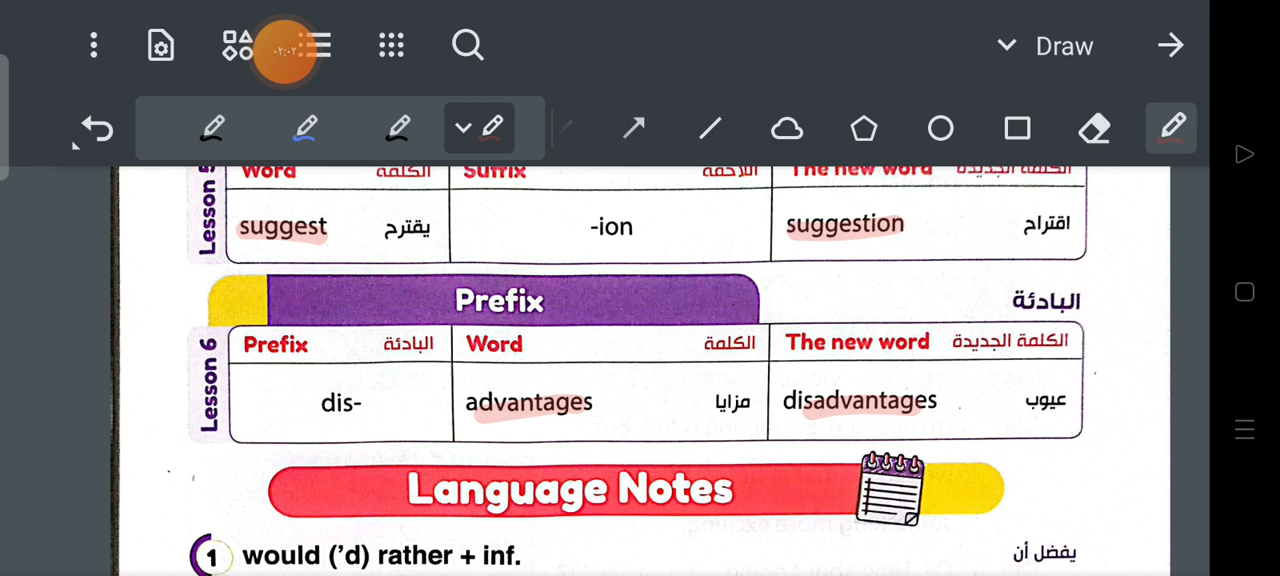 ٠٢:٠٢
Draw
Lesson 5
Word الكلمة Suffix اللاحقة The new word الكلمة الجديدة
suggest يقترح -ion suggestion اقتراح
Prefix البادئة
Lesson 6
Prefix البادئة Word الكلمة The new word الكلمة الجديدة
dis- advantages مزايا disadvantages عيوب
Language Notes
1 would ('d) rather + inf. يفضل أن